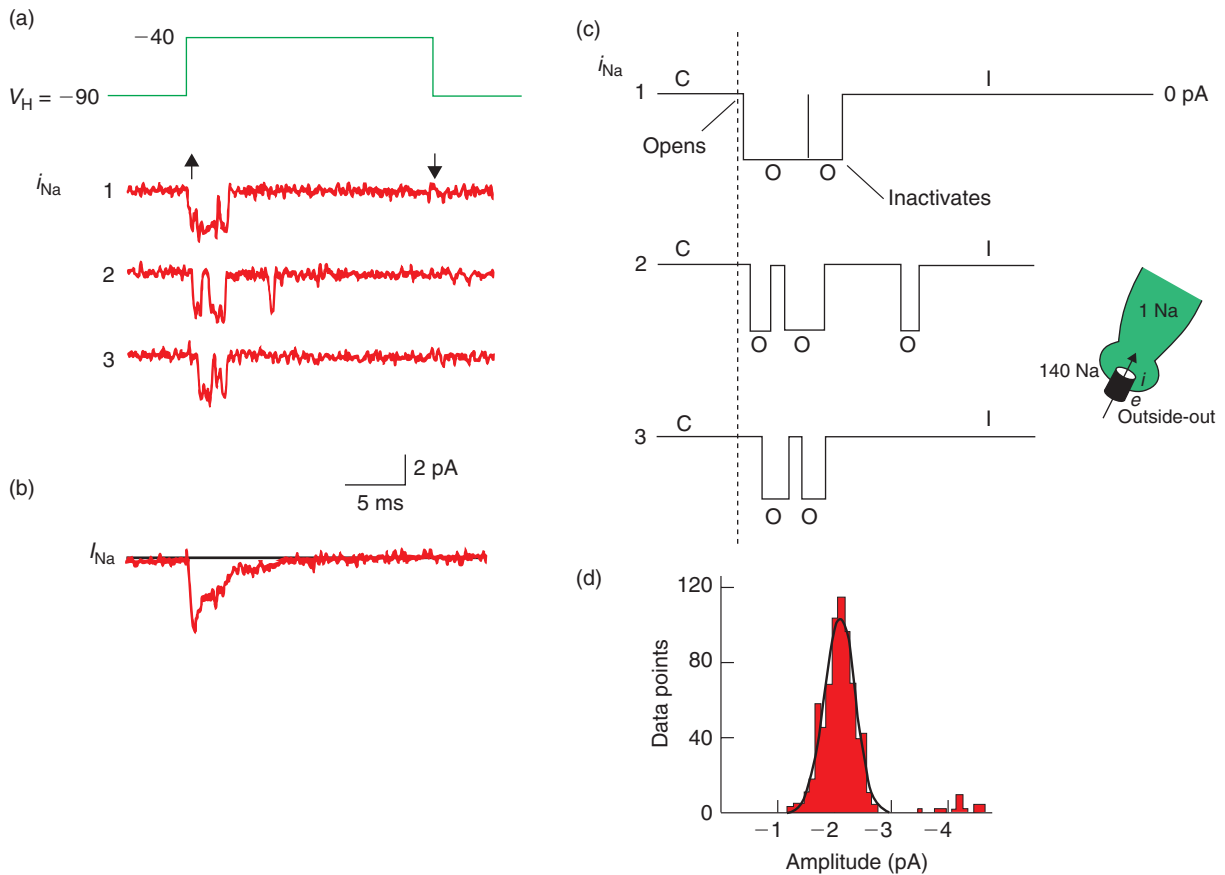 (a)
−40
V_H = −90
i_Na
1
2
3
2 pA
5 ms
(b)
I_Na
(c)
i_Na
C
I
1
0 pA
Opens
O
O
Inactivates
C
I
2
O
O
O
1 Na
140 Na
i
e
Outside-out
C
I
3
O
O
(d)
120
80
40
0
Data points
−1
−2
−3
−4
Amplitude (pA)